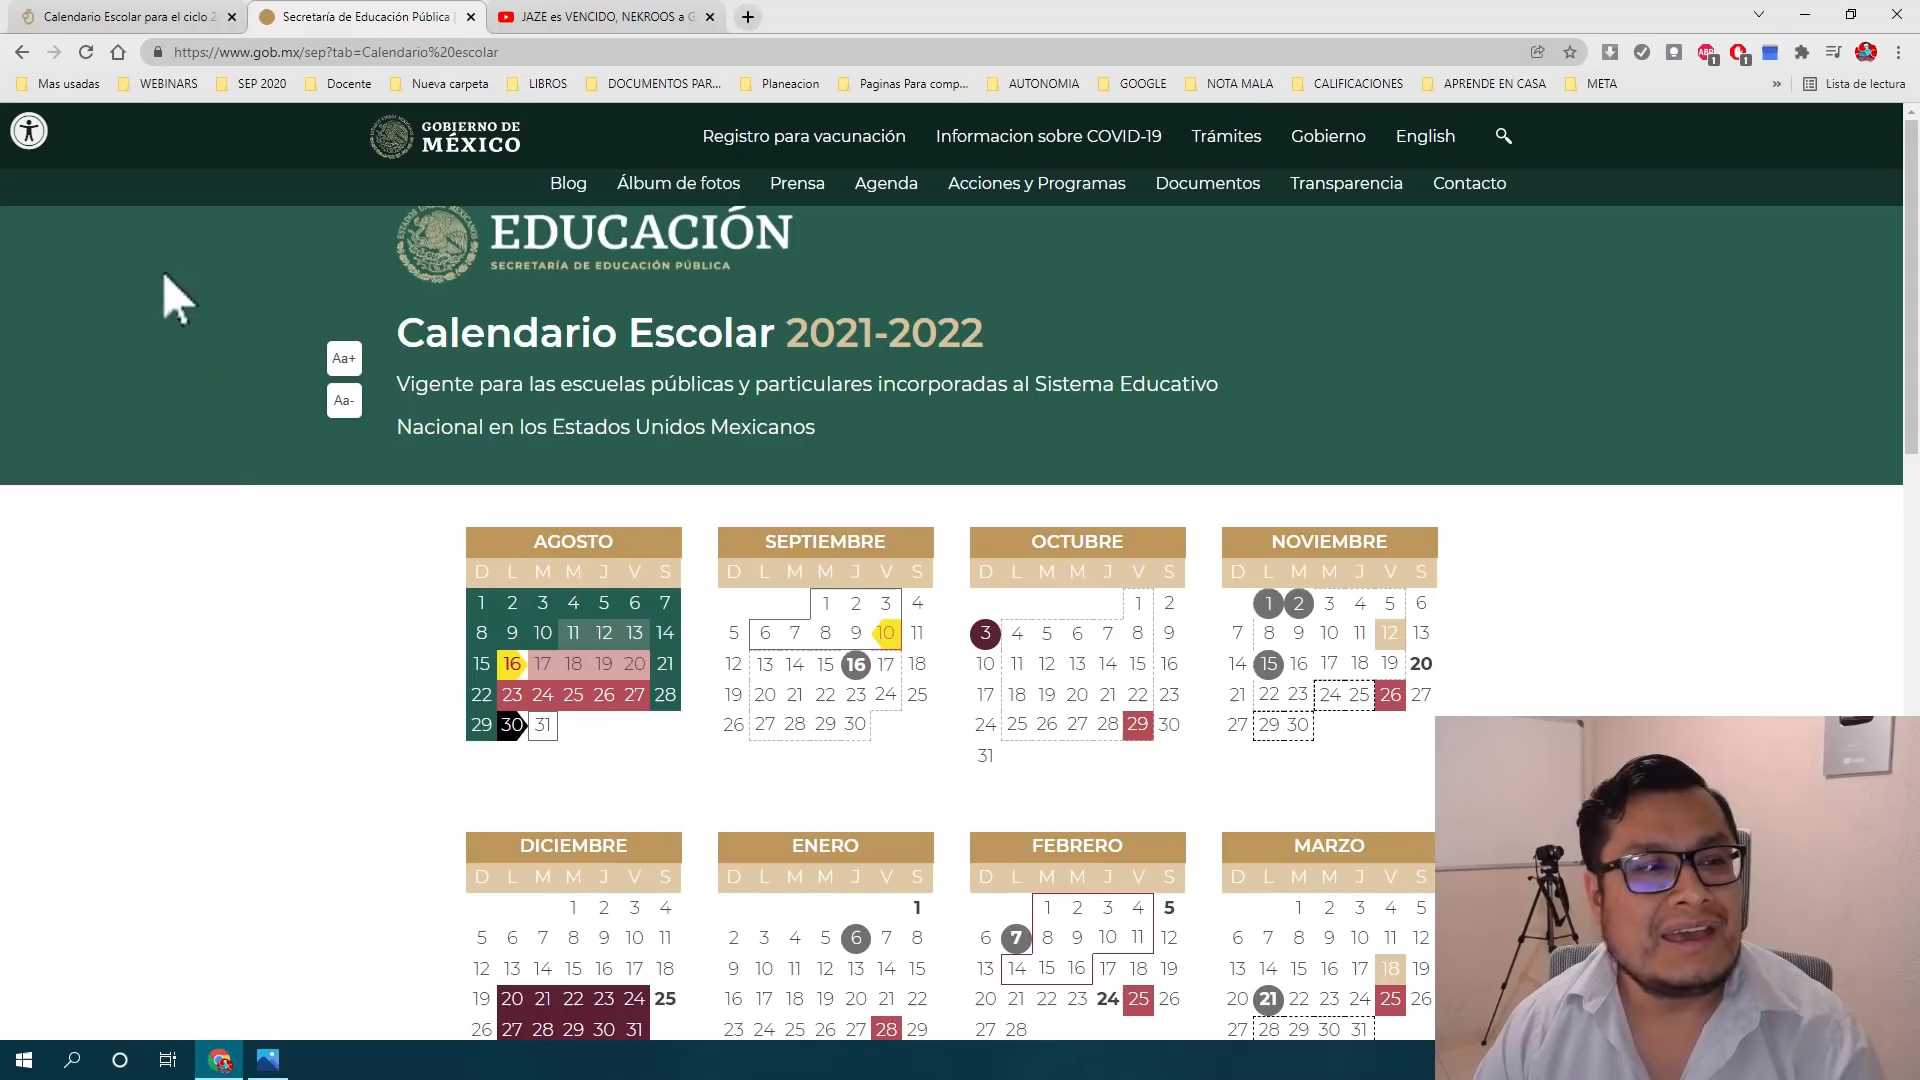 Calendario Escolar para el ciclo 2
Secretaría de Educación Pública |
JAZE es VENCIDO, NEKROOS a G
https://www.gob.mx/sep?tab=Calendario%20escolar
ABP
1
1
Mas usadas WEBINARS SEP 2020 Docente Nueva carpeta LIBROS DOCUMENTOS PAR... Planeacion Paginas Para comp... AUTONOMIA GOOGLE NOTA MALA CALIFICACIONES APRENDE EN CASA META » Lista de lectura
GOBIERNO DE
MÉXICO
Registro para vacunación Informacion sobre COVID-19 Trámites Gobierno English
Blog Álbum de fotos Prensa Agenda Acciones y Programas Documentos Transparencia Contacto
EDUCACIÓN
SECRETARÍA DE EDUCACIÓN PÚBLICA
Calendario Escolar 2021-2022
Aa+
Vigente para las escuelas públicas y particulares incorporadas al Sistema Educativo
Aa-
Nacional en los Estados Unidos Mexicanos
AGOSTO
D L M M J V S
1 2 3 4 5 6 7
8 9 10 11 12 13 14
15 16 17 18 19 20 21
22 23 24 25 26 27 28
29 30 31
SEPTIEMBRE
D L M M J V S
1 2 3 4
5 6 7 8 9 10 11
12 13 14 15 16 17 18
19 20 21 22 23 24 25
26 27 28 29 30
OCTUBRE
D L M M J V S
1 2
3 4 5 6 7 8 9
10 11 12 13 14 15 16
17 18 19 20 21 22 23
24 25 26 27 28 29 30
31
NOVIEMBRE
D L M M J V S
1 2 3 4 5 6
7 8 9 10 11 12 13
14 15 16 17 18 19 20
21 22 23 24 25 26 27
27 29 30
DICIEMBRE
D L M M J V S
1 2 3 4
5 6 7 8 9 10 11
12 13 14 15 16 17 18
19 20 21 22 23 24 25
26 27 28 29 30 31
ENERO
D L M M J V S
1
2 3 4 5 6 7 8
9 10 11 12 13 14 15
16 17 18 19 20 21 22
23 24 25 26 27 28 29
FEBRERO
D L M M J V S
1 2 3 4 5
6 7 8 9 10 11 12
13 14 15 16 17 18 19
20 21 22 23 24 25 26
27 28
MARZO
D L M M J V S
1 2 3 4 5
6 7 8 9 10 11 12
13 14 15 16 17 18 19
20 21 22 23 24 25 26
27 28 29 30 31